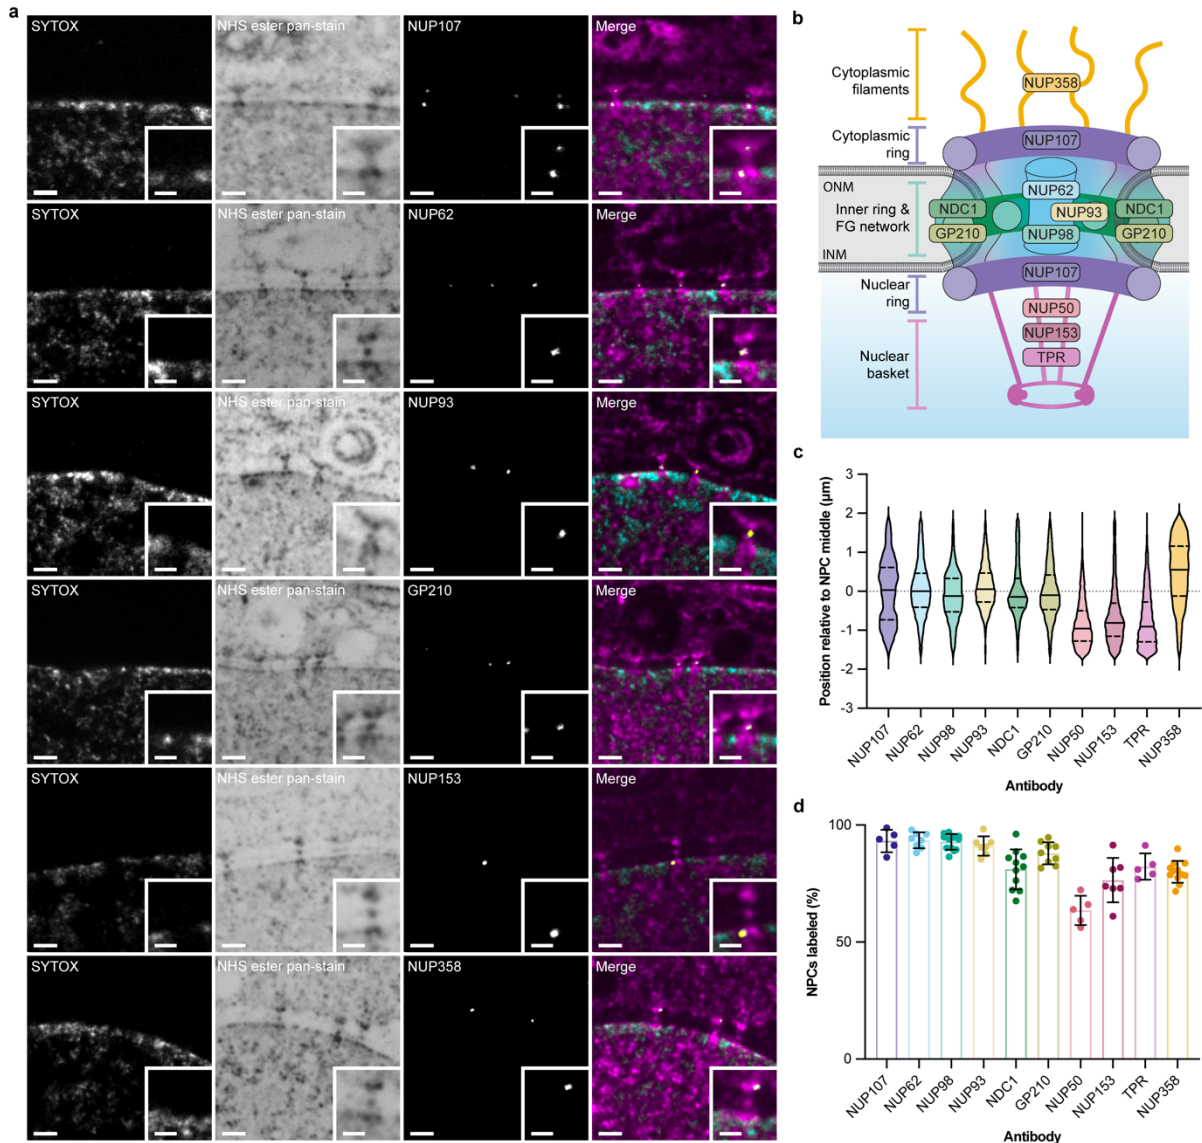 a
SYTOX
NHS ester pan-stain
NUP107
Merge
SYTOX
NHS ester pan-stain
NUP62
Merge
SYTOX
NHS ester pan-stain
NUP93
Merge
SYTOX
NHS ester pan-stain
GP210
Merge
SYTOX
NHS ester pan-stain
NUP153
Merge
SYTOX
NHS ester pan-stain
NUP358
Merge
b
Cytoplasmic
filaments
NUP358
Cytoplasmic
ring
NUP107
ONM
NUP62
Inner ring &
FG network
NDC1
NUP93
NDC1
GP210
NUP98
GP210
INM
NUP107
Nuclear
ring
NUP50
NUP153
Nuclear
basket
TPR
c
Position relative to NPC middle (μm)
3
2
1
0
-1
-2
-3
NUP107
NUP62
NUP98
NUP93
NDC1
GP210
NUP50
NUP153
TPR
NUP358
Antibody
d
NPCs labeled (%)
100
50
0
NUP107
NUP62
NUP98
NUP93
NDC1
GP210
NUP50
NUP153
TPR
NUP358
Antibody